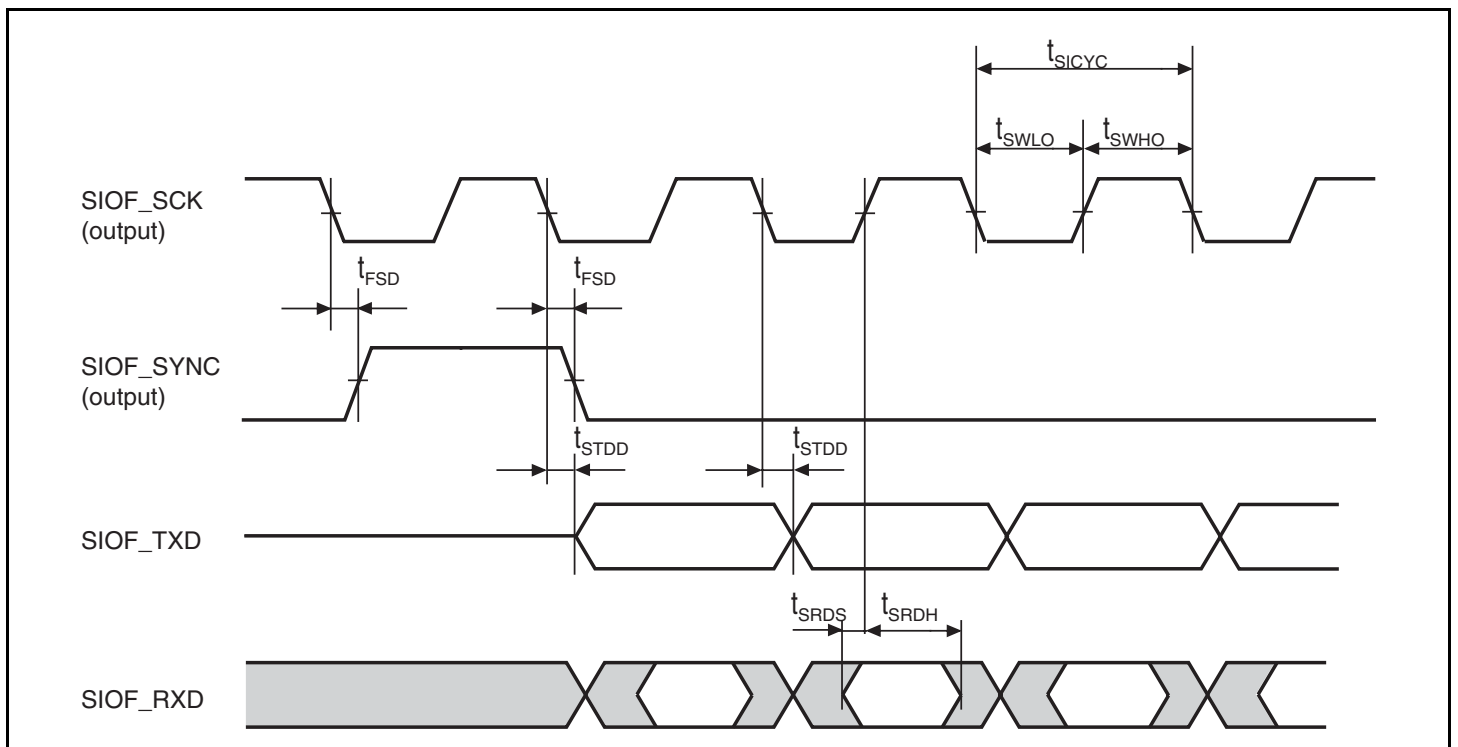 tSICYC
tSWLO tSWHO
SIOF_SCK
(output)
tFSD tFSD
SIOF_SYNC
(output)
tSTDD tSTDD
SIOF_TXD
tSRDS tSRDH
SIOF_RXD